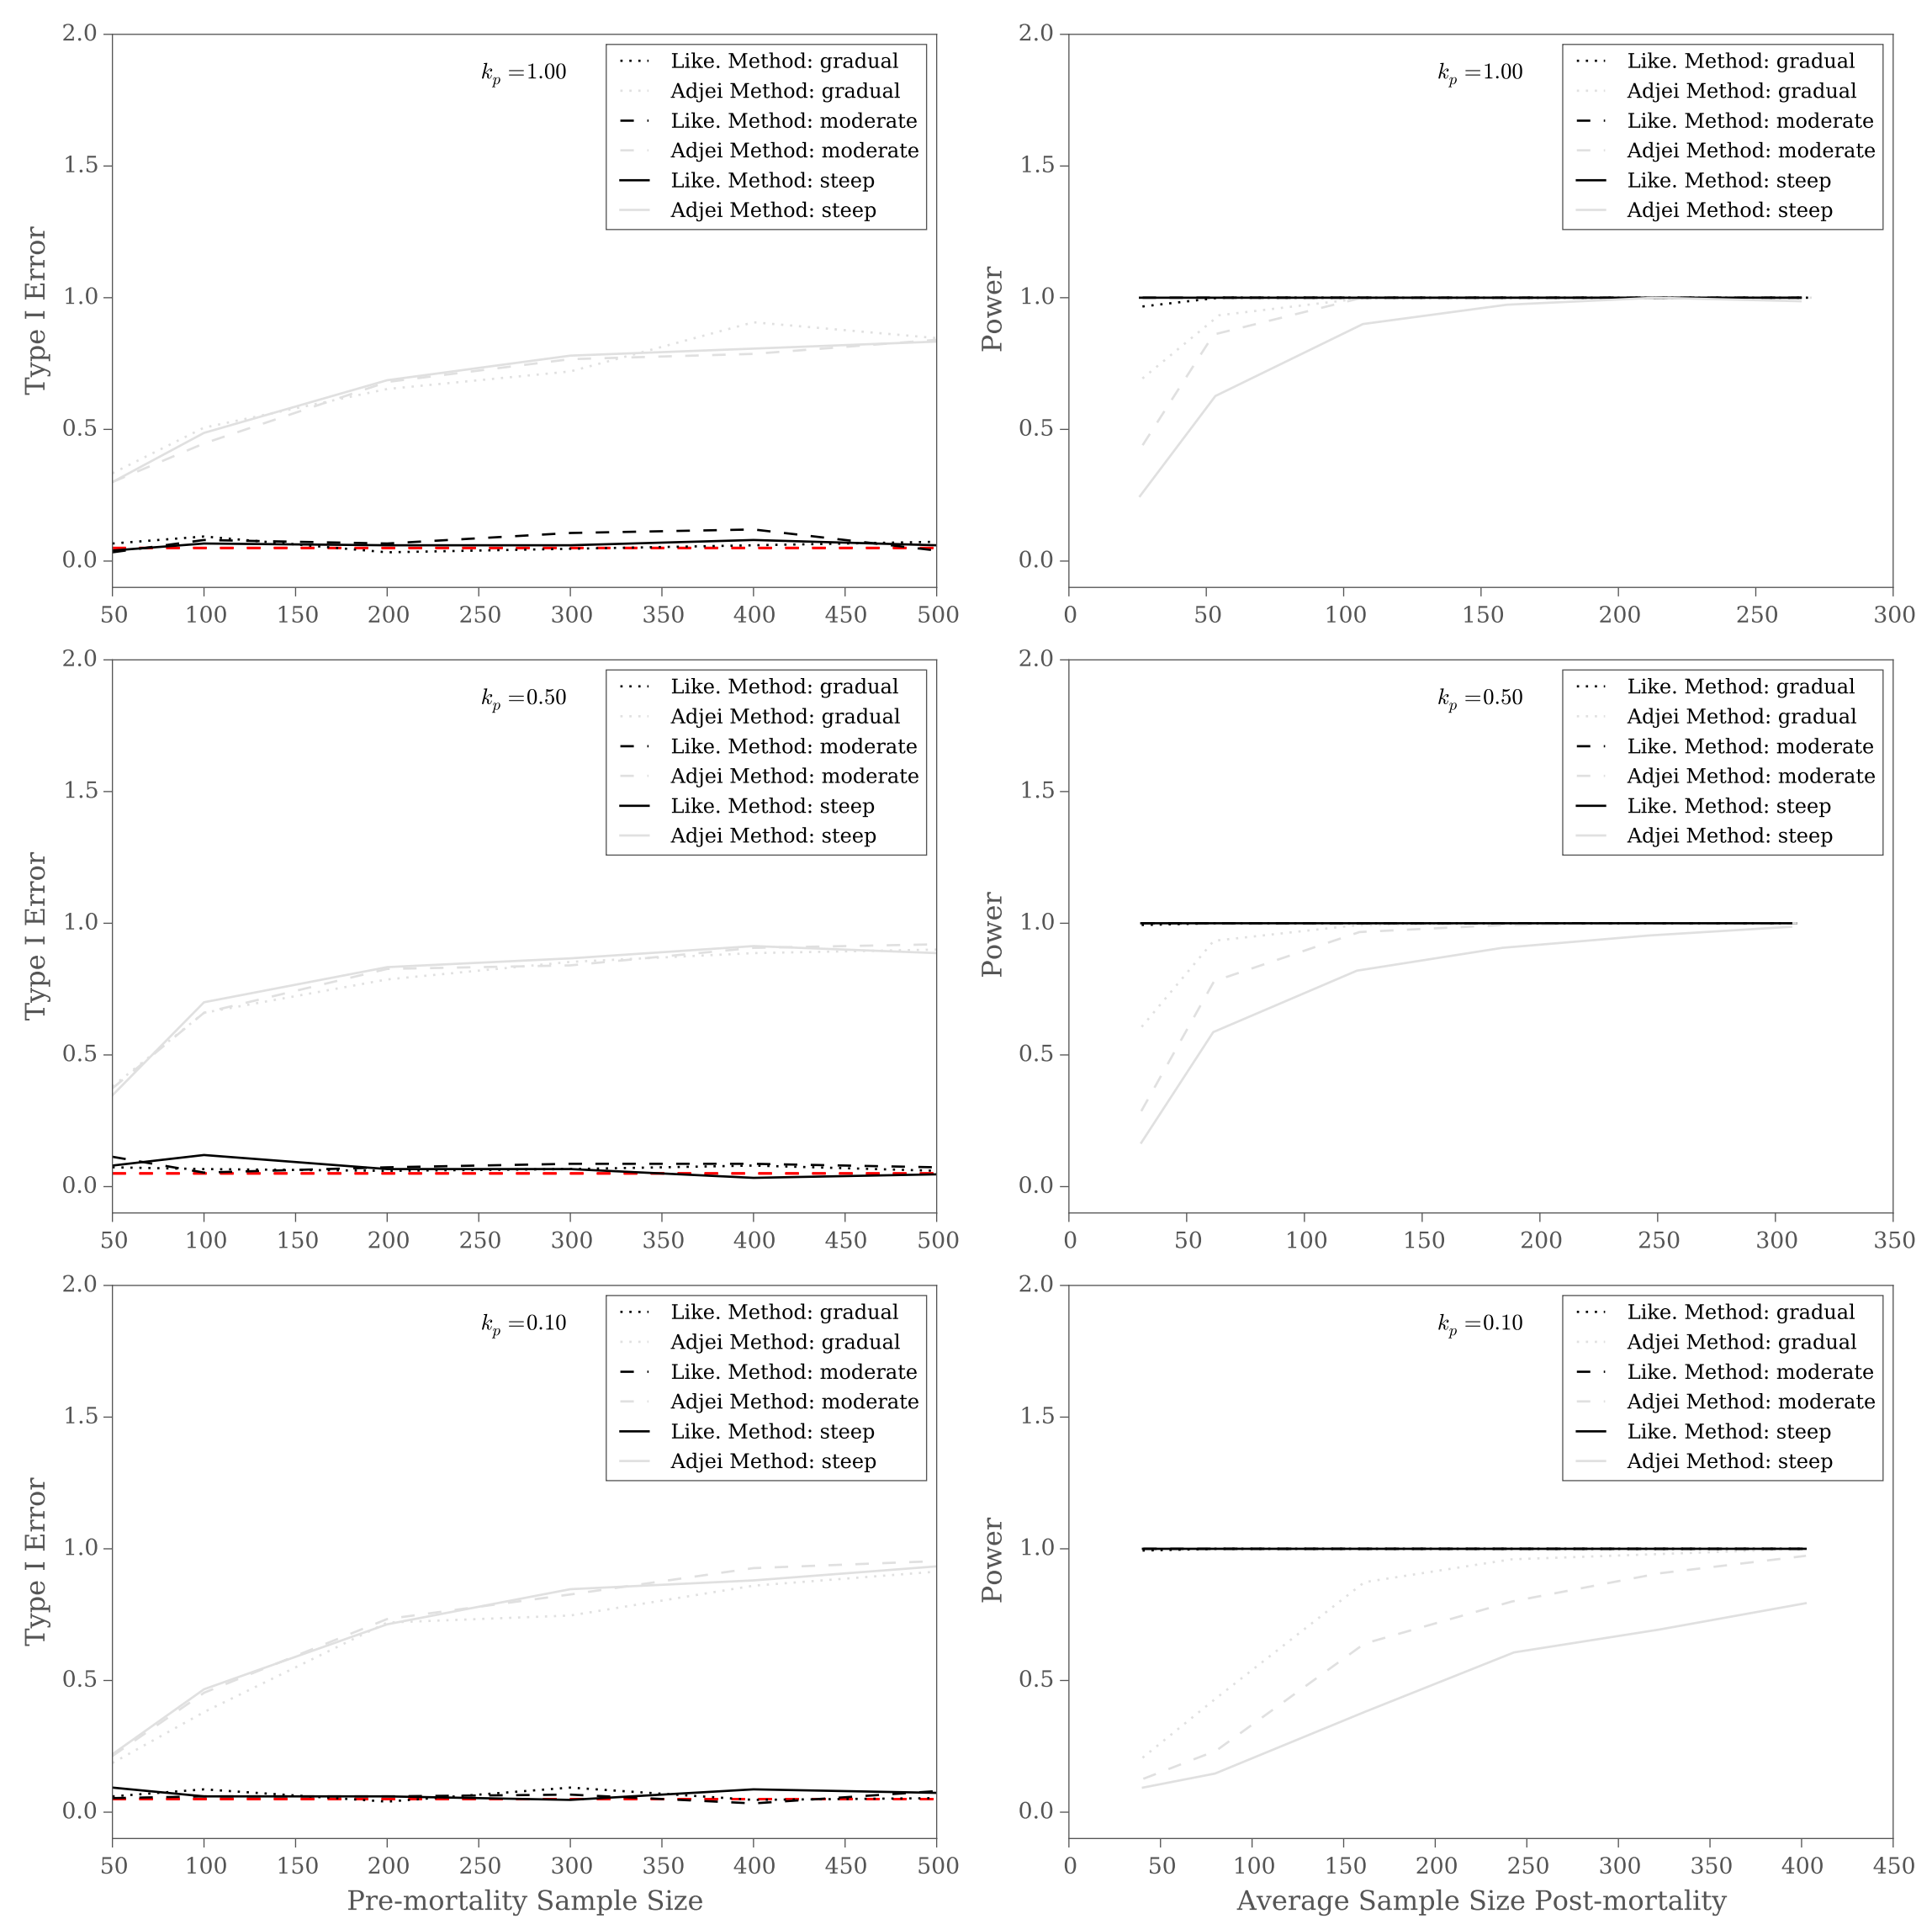 2.0
1.5
1.0
0.5
0.0
Type I Error
k_p = 1.00
Like. Method: gradual
Adjei Method: gradual
Like. Method: moderate
Adjei Method: moderate
Like. Method: steep
Adjei Method: steep
50 100 150 200 250 300 350 400 450 500
2.0
1.5
1.0
0.5
0.0
Power
k_p = 1.00
Like. Method: gradual
Adjei Method: gradual
Like. Method: moderate
Adjei Method: moderate
Like. Method: steep
Adjei Method: steep
0 50 100 150 200 250 300
2.0
1.5
1.0
0.5
0.0
Type I Error
k_p = 0.50
Like. Method: gradual
Adjei Method: gradual
Like. Method: moderate
Adjei Method: moderate
Like. Method: steep
Adjei Method: steep
50 100 150 200 250 300 350 400 450 500
2.0
1.5
1.0
0.5
0.0
Power
k_p = 0.50
Like. Method: gradual
Adjei Method: gradual
Like. Method: moderate
Adjei Method: moderate
Like. Method: steep
Adjei Method: steep
0 50 100 150 200 250 300 350
2.0
1.5
1.0
0.5
0.0
Type I Error
k_p = 0.10
Like. Method: gradual
Adjei Method: gradual
Like. Method: moderate
Adjei Method: moderate
Like. Method: steep
Adjei Method: steep
50 100 150 200 250 300 350 400 450 500
Pre-mortality Sample Size
2.0
1.5
1.0
0.5
0.0
Power
k_p = 0.10
Like. Method: gradual
Adjei Method: gradual
Like. Method: moderate
Adjei Method: moderate
Like. Method: steep
Adjei Method: steep
0 50 100 150 200 250 300 350 400 450
Average Sample Size Post-mortality